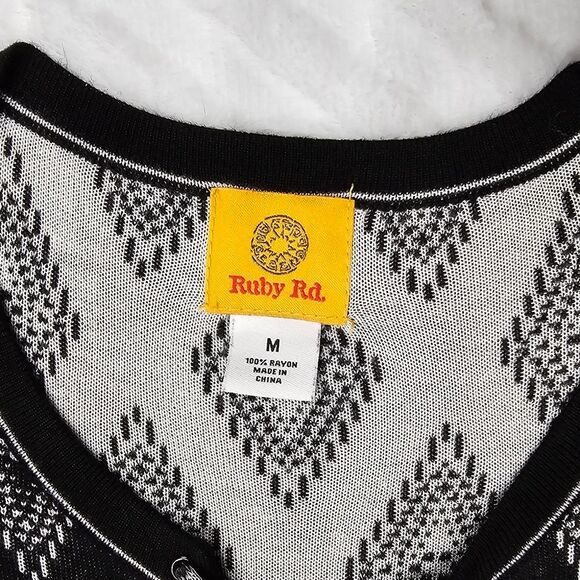 Ruby Rd.
M
100% RAYON
MADE IN
CHINA